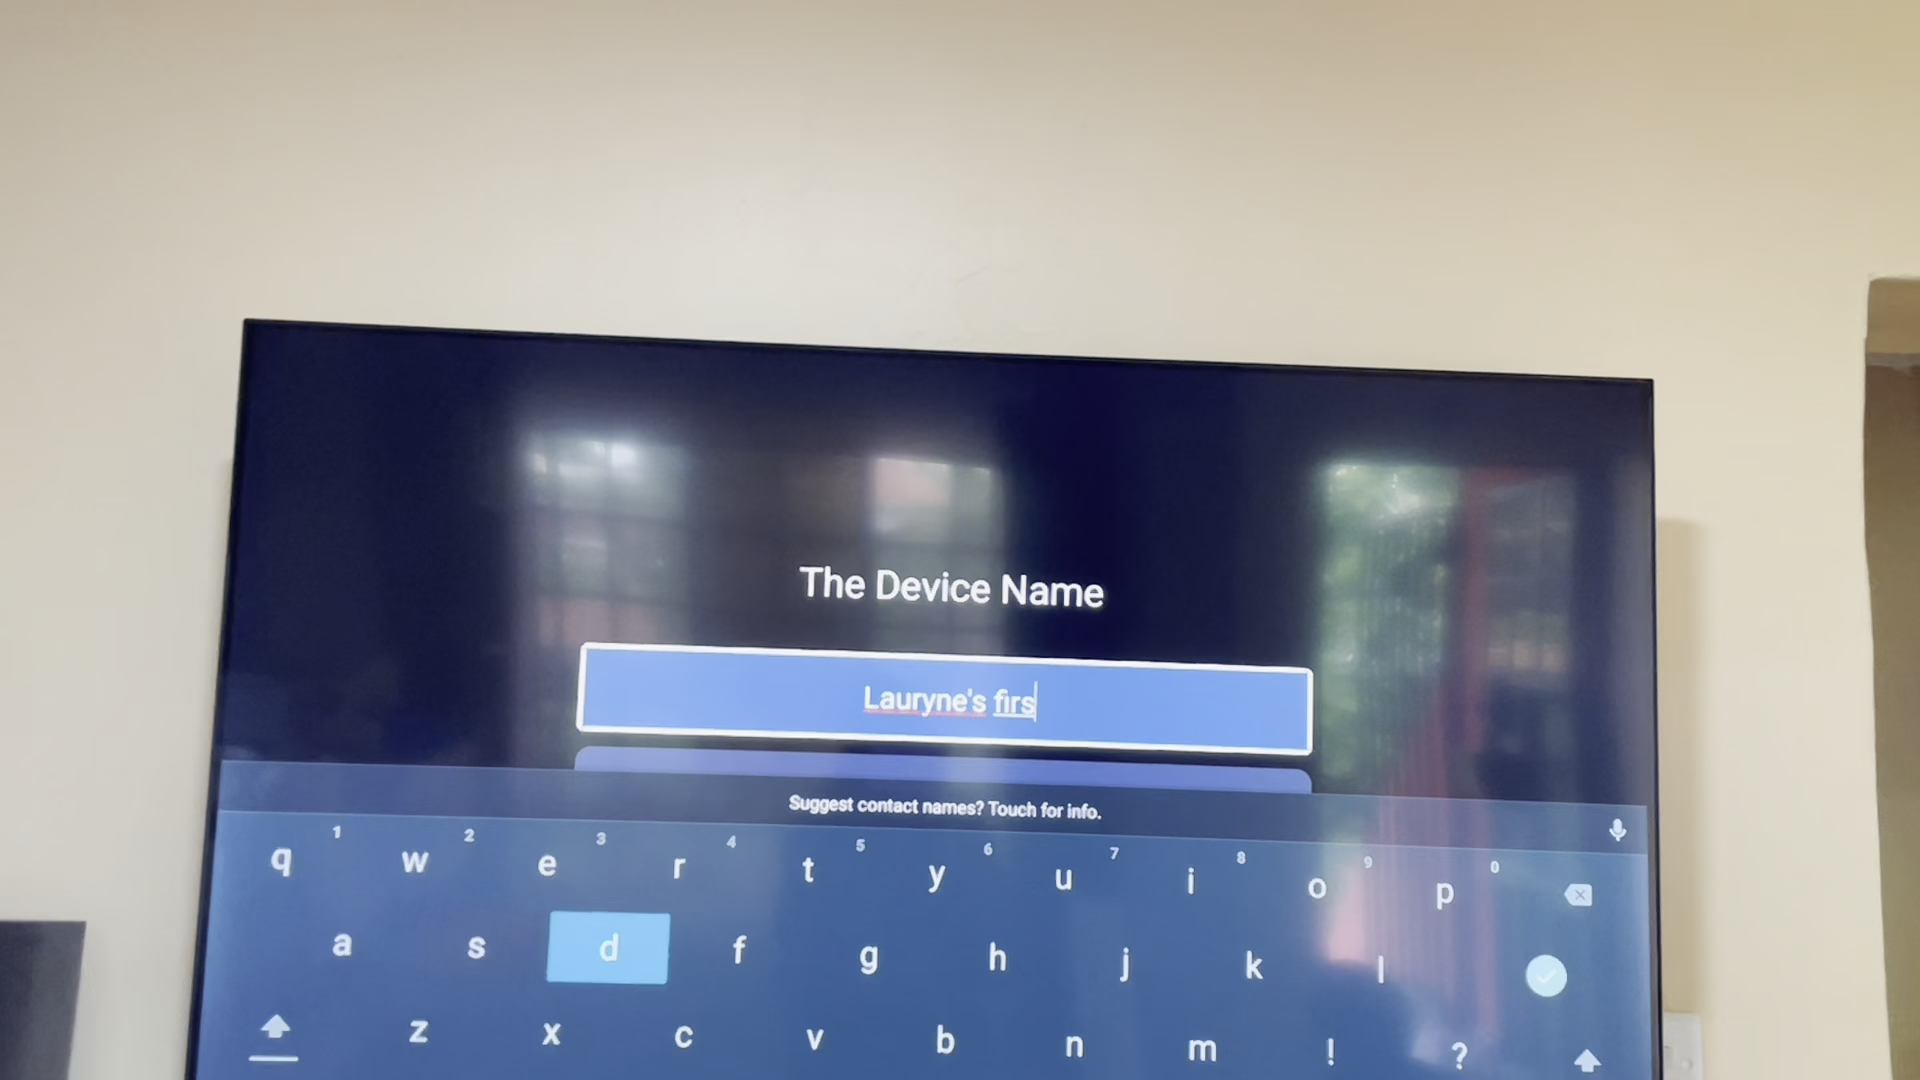 The Device Name
Lauryne's firs
Suggest contact names? Touch for info.
1 2 3 4 5 6 7 8 9 0
q w e r t y u i o p
a s d f g h j k l
z x c v b n m ! ?